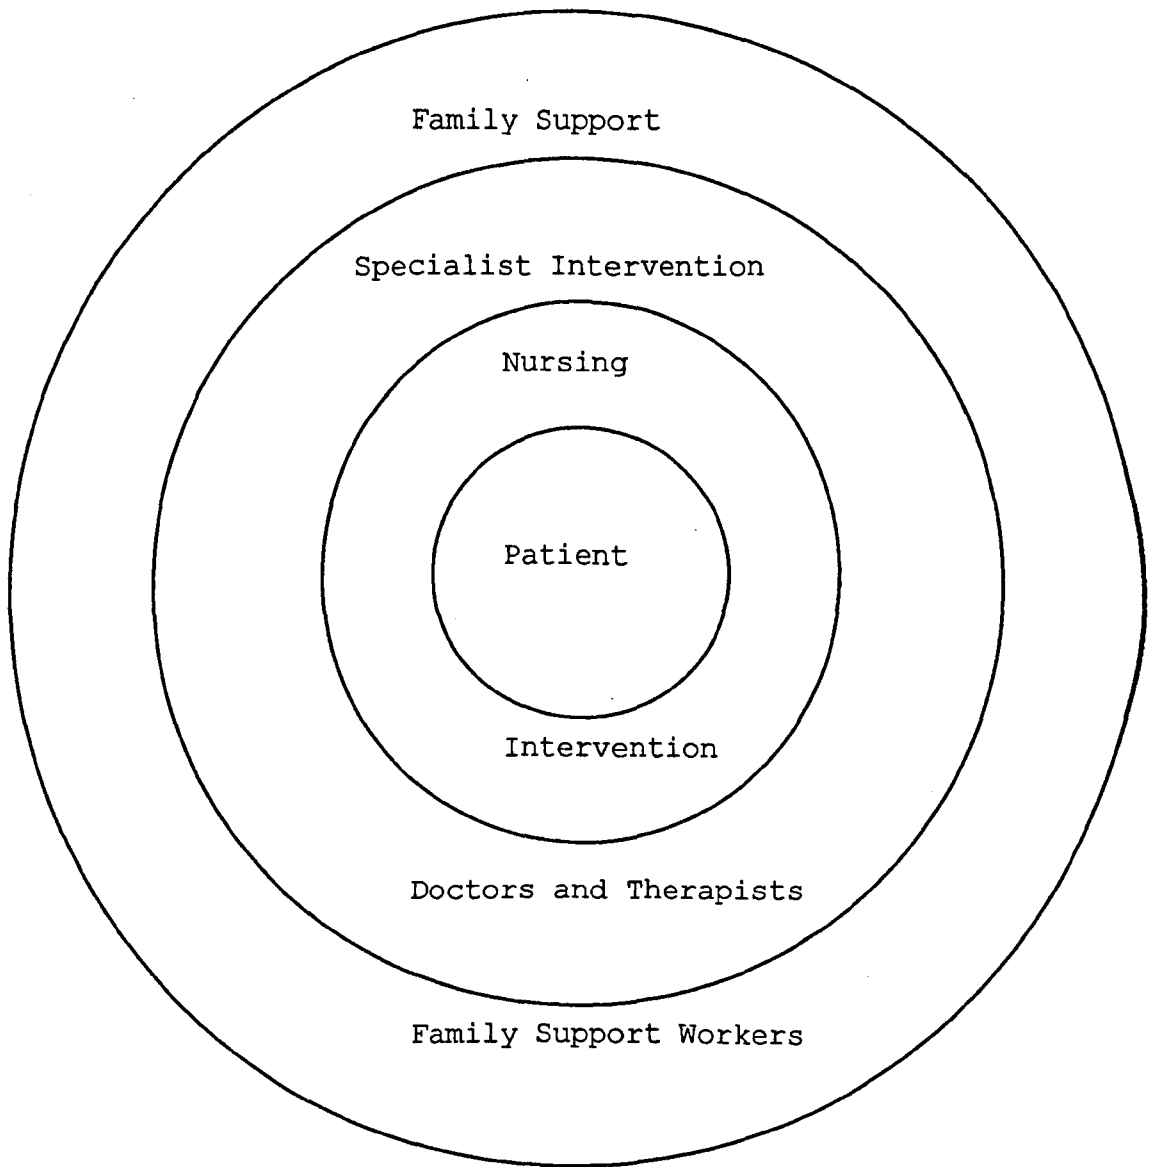 Family Support
Specialist Intervention
Nursing
Patient
Intervention
Doctors and Therapists
Family Support Workers